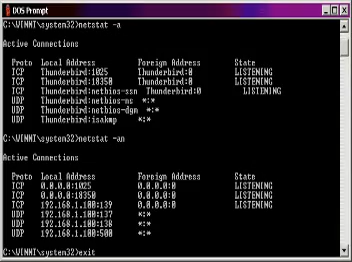 DOS Prompt
C:\WINNT\system32>netstat -a
Active Connections
Proto Local Address Foreign Address State
TCP Thunderbird:1025 Thunderbird:0 LISTENING
TCP Thunderbird:18350 Thunderbird:0 LISTENING
TCP Thunderbird:netbios-ssn Thunderbird:0 LISTENING
UDP Thunderbird:netbios-ns *:*
UDP Thunderbird:netbios-dgm *:*
UDP Thunderbird:isakmp *:*
C:\WINNT\system32>netstat -an
Active Connections
Proto Local Address Foreign Address State
TCP 0.0.0.0:1025 0.0.0.0:0 LISTENING
TCP 0.0.0.0:18350 0.0.0.0:0 LISTENING
TCP 192.168.1.100:139 0.0.0.0:0 LISTENING
UDP 192.168.1.100:137 *:*
UDP 192.168.1.100:138 *:*
UDP 192.168.1.100:500 *:*
C:\WINNT\system32>exit